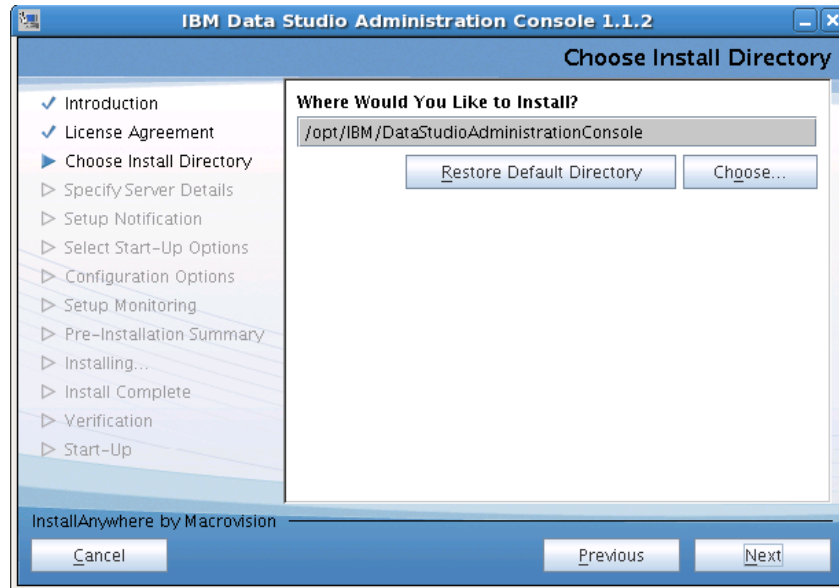 IBM Data Studio Administration Console 1.1.2
Choose Install Directory
Introduction
License Agreement
Choose Install Directory
Specify Server Details
Setup Notification
Select Start-Up Options
Configuration Options
Setup Monitoring
Pre-Installation Summary
Installing...
Install Complete
Verification
Start-Up
Where Would You Like to Install?
/opt/IBM/DataStudioAdministrationConsole
Restore Default Directory
Choose...
InstallAnywhere by Macrovision
Cancel
Previous
Next